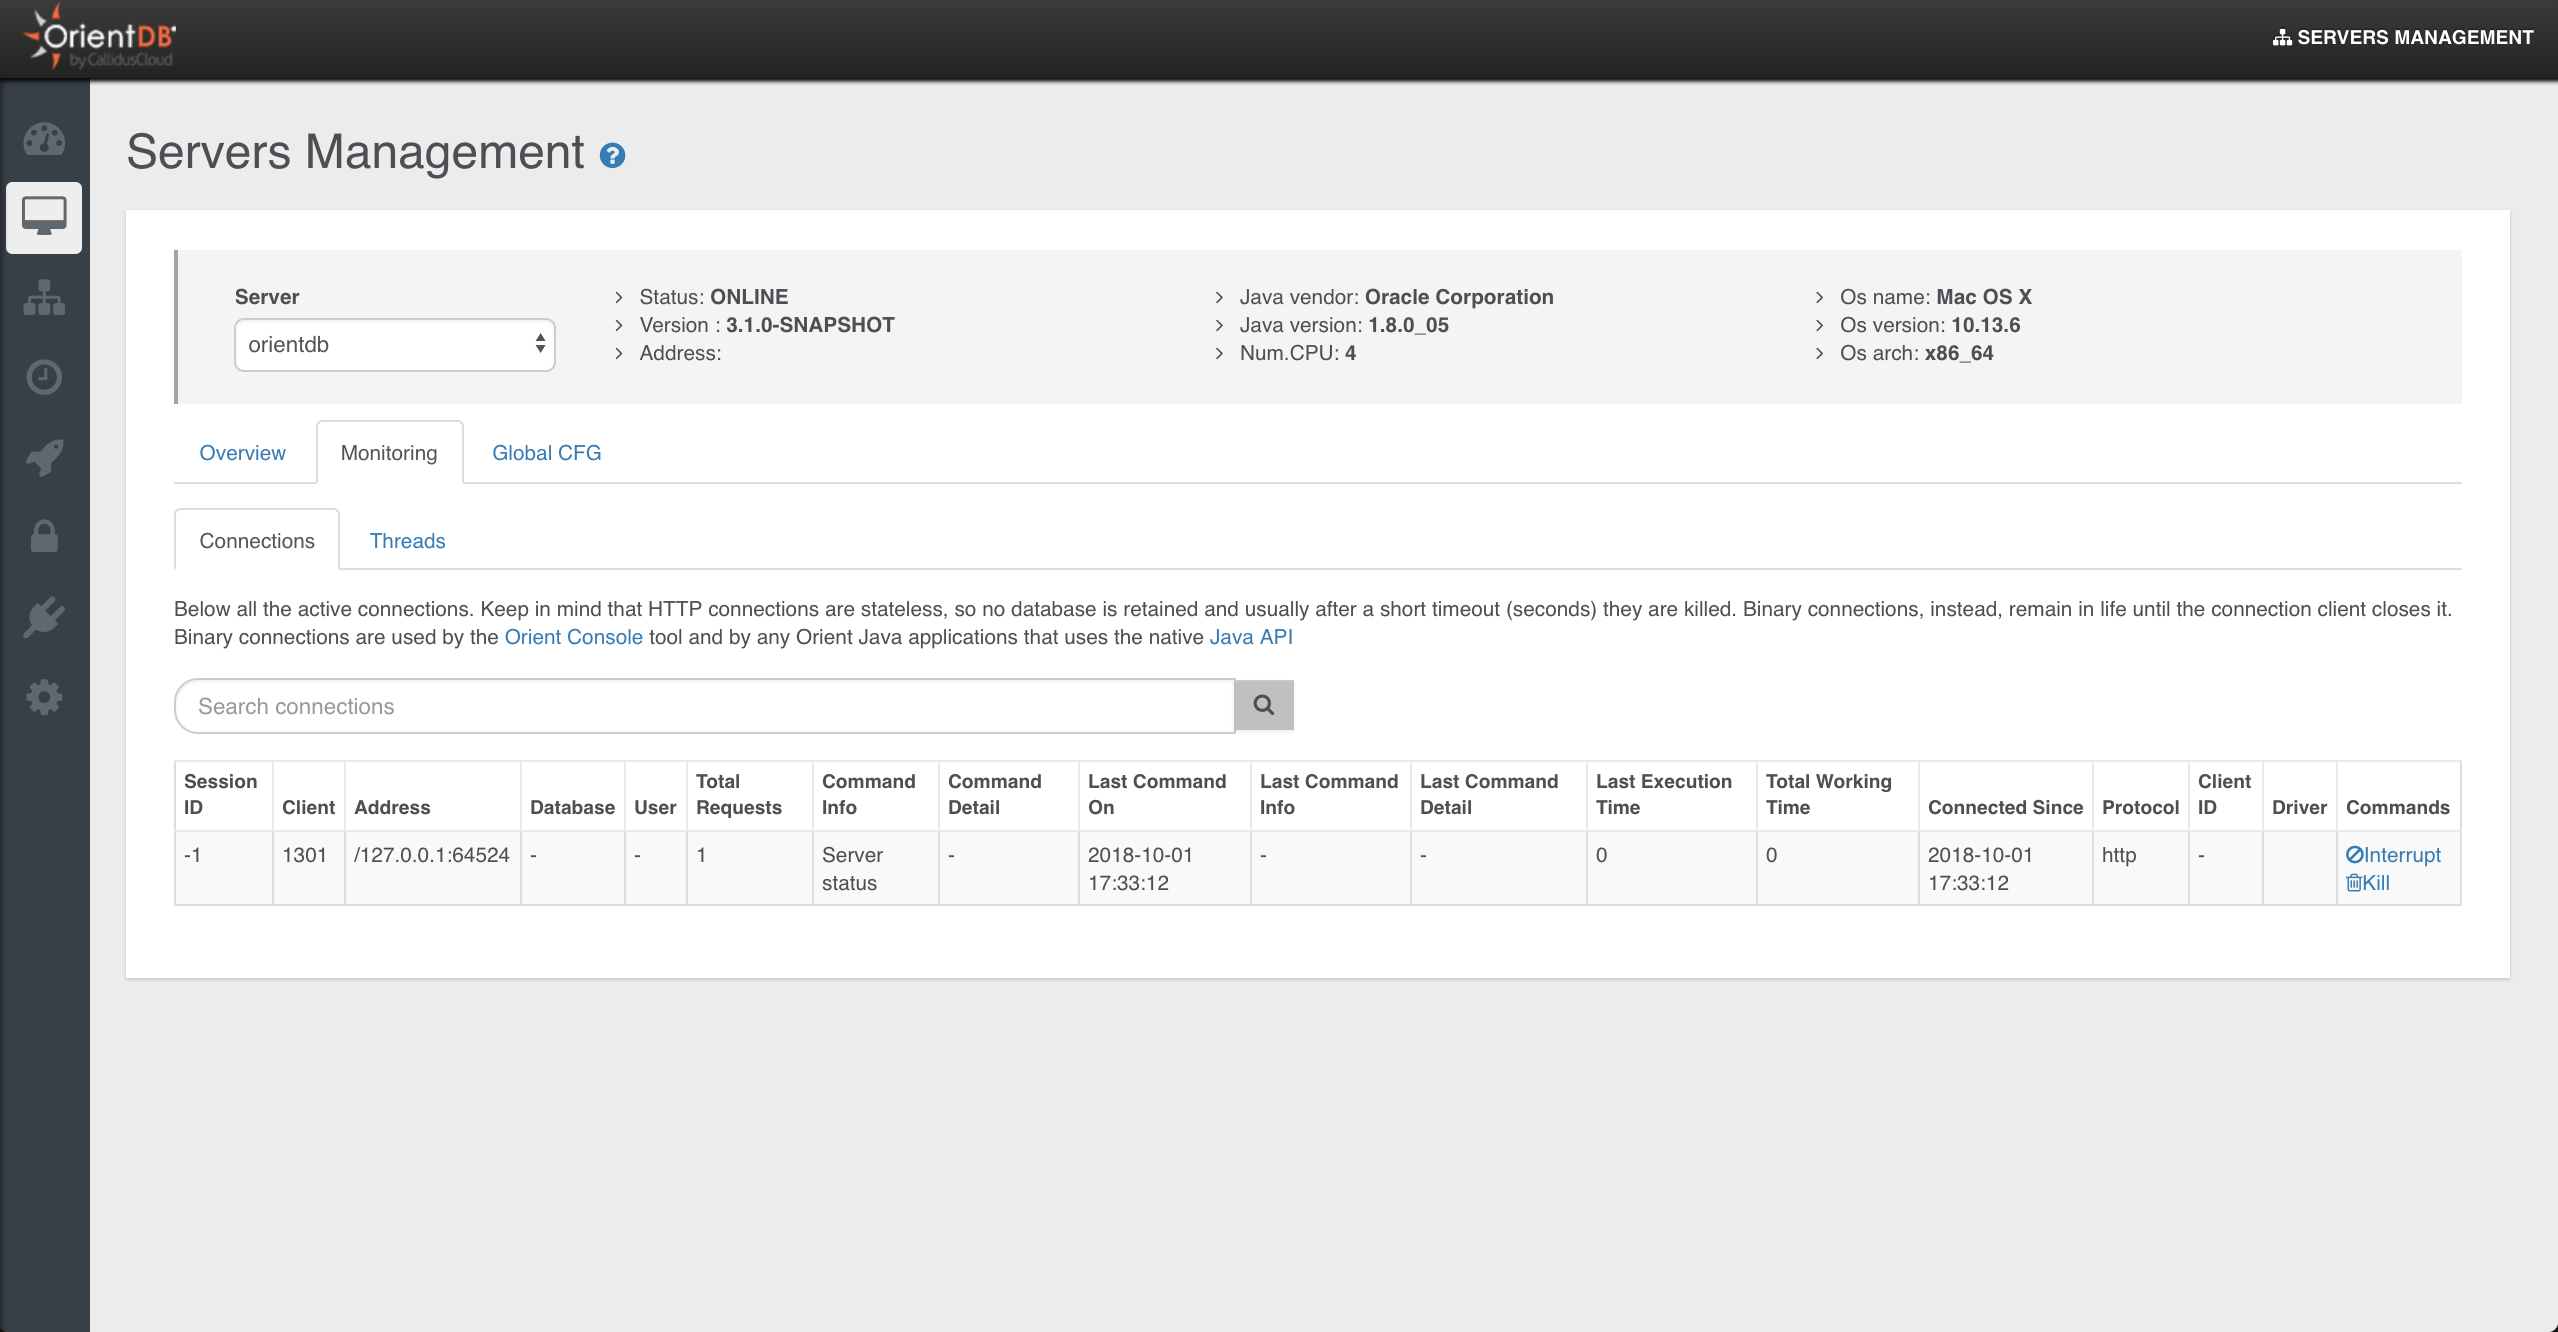 OrientDB
by CallidusCloud
SERVERS MANAGEMENT
Servers Management ?
Server
orientdb
Status: ONLINE
Version : 3.1.0-SNAPSHOT
Address:
Java vendor: Oracle Corporation
Java version: 1.8.0_05
Num.CPU: 4
Os name: Mac OS X
Os version: 10.13.6
Os arch: x86_64
Overview Monitoring Global CFG
Connections Threads
Below all the active connections. Keep in mind that HTTP connections are stateless, so no database is retained and usually after a short timeout (seconds) they are killed. Binary connections, instead, remain in life until the connection client closes it.
Binary connections are used by the Orient Console tool and by any Orient Java applications that uses the native Java API
Search connections
Session ID Client Address Database User Total Requests Command Info Command Detail Last Command On Last Command Info Last Command Detail Last Execution Time Total Working Time Connected Since Protocol Client ID Driver Commands
-1 1301 /127.0.0.1:64524 - - 1 Server status - 2018-10-01 17:33:12 - - 0 0 2018-10-01 17:33:12 http - Interrupt
Kill